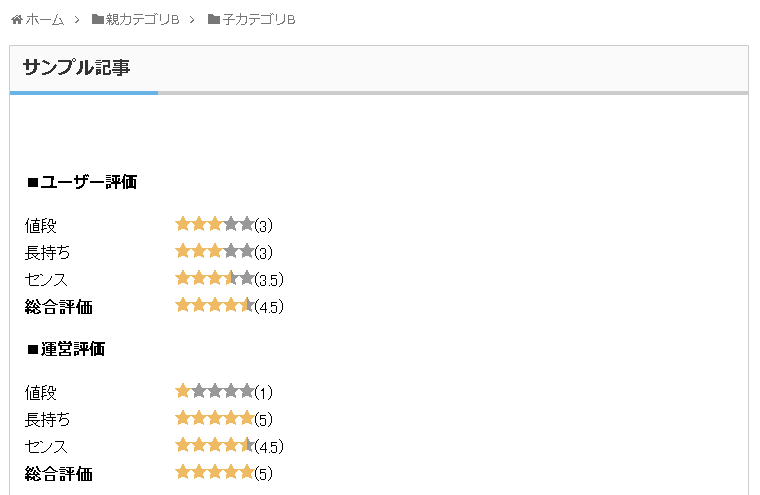 ホーム > 親カテゴリB > 子カテゴリB
サンプル記事
■ユーザー評価
値段 ★★★★★(3)
長持ち ★★★★★(3)
センス ★★★★★(3.5)
総合評価 ★★★★★(4.5)
■運営評価
値段 ★★★★★(1)
長持ち ★★★★★(5)
センス ★★★★★(4.5)
総合評価 ★★★★★(5)